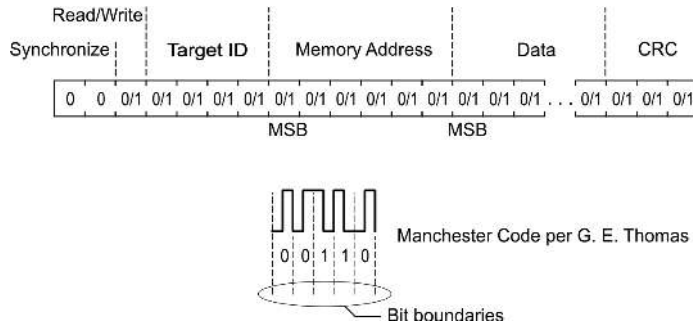 Read/Write
Synchronize Target ID Memory Address Data CRC
0 0 0/1 0/1 0/1 0/1 0/1 0/1 0/1 0/1 0/1 0/1 0/1 0/1 0/1 0/1 ... 0/1 0/1 0/1 0/1
MSB MSB
Manchester Code per G. E. Thomas
0 0 1 1 0
Bit boundaries